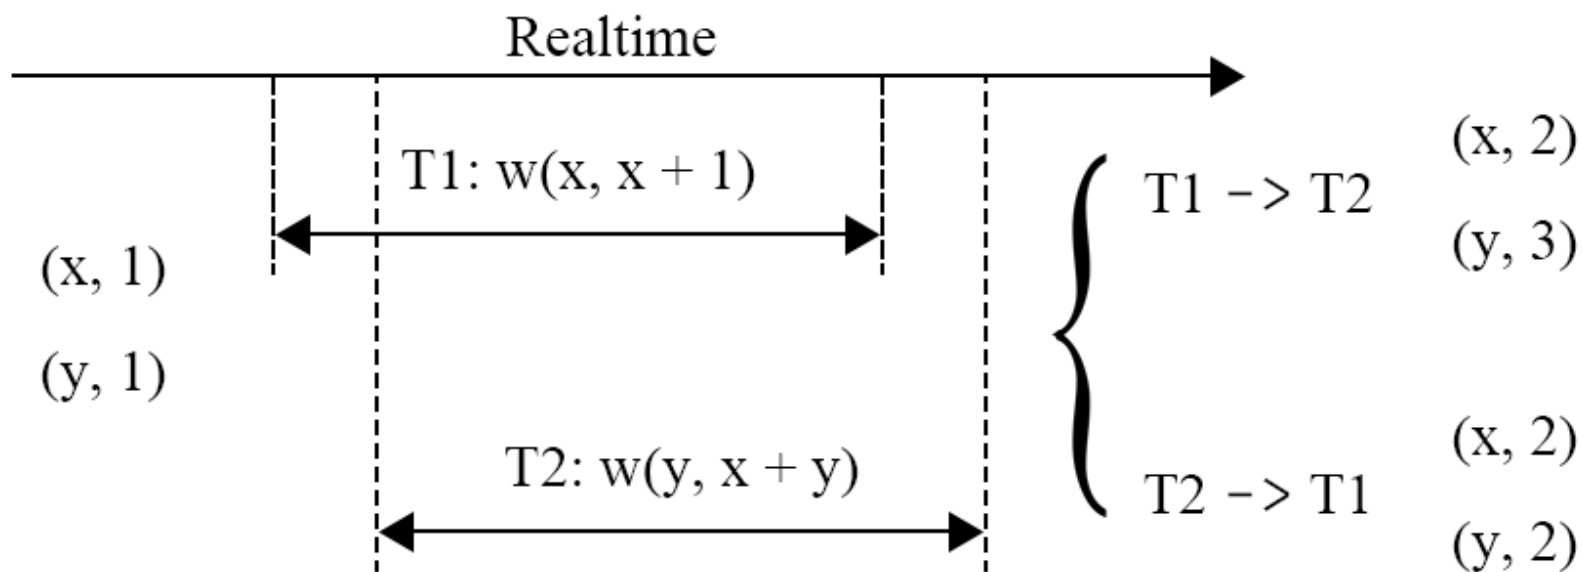 Realtime
T1: w(x, x + 1)
(x, 1)
(y, 1)
T2: w(y, x + y)
T1 -> T2
(x, 2)
(y, 3)
T2 -> T1
(x, 2)
(y, 2)